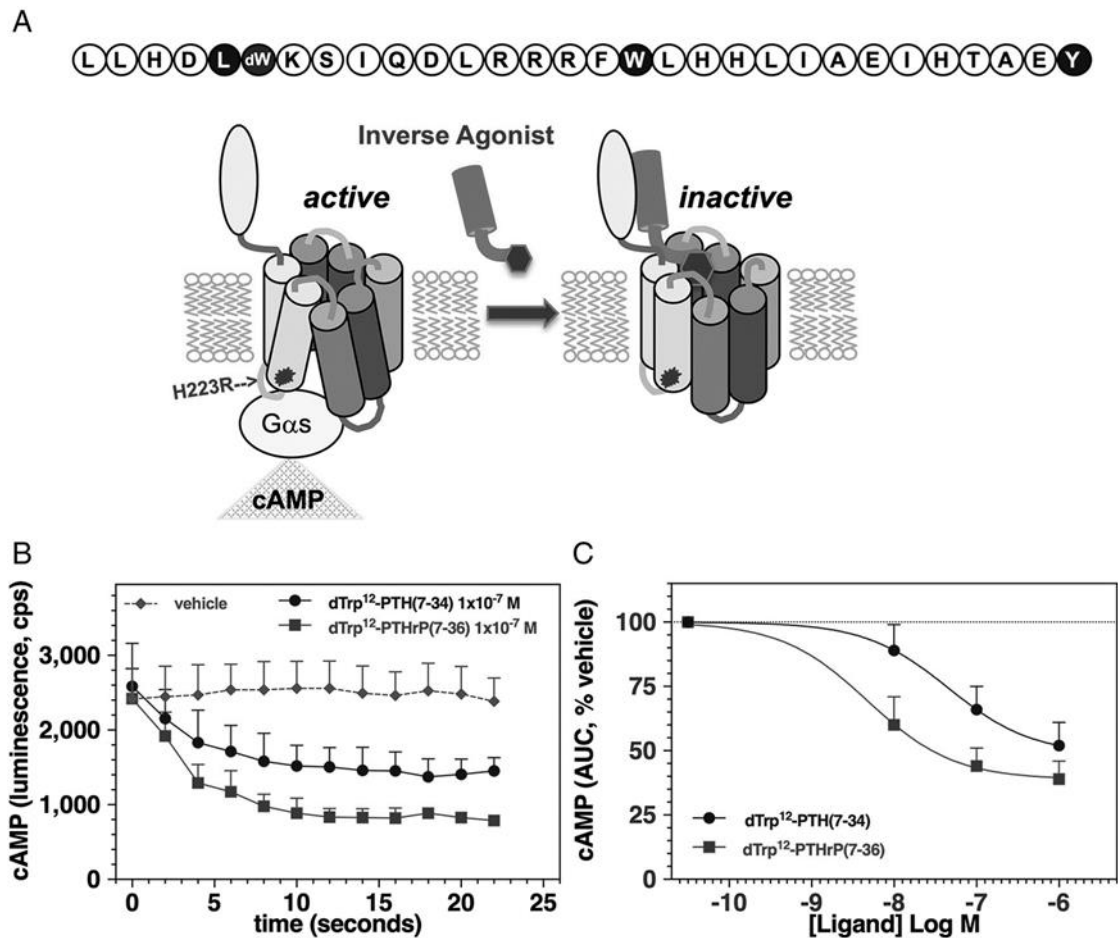 A
L L H D L dW K S I Q D L R R R F W L H H L I A E I H T A E Y
Inverse Agonist
active
inactive
H223R-->
Gαs
cAMP
B
C
vehicle
dTrp¹²-PTH(7-34) 1x10⁻⁷ M
dTrp¹²-PTHrP(7-36) 1x10⁻⁷ M
cAMP (luminescence, cps)
3,000
2,000
1,000
0
0 5 10 15 20 25
time (seconds)
cAMP (AUC, % vehicle)
100
75
50
25
0
dTrp¹²-PTH(7-34)
dTrp¹²-PTHrP(7-36)
-10 -9 -8 -7 -6
[Ligand] Log M